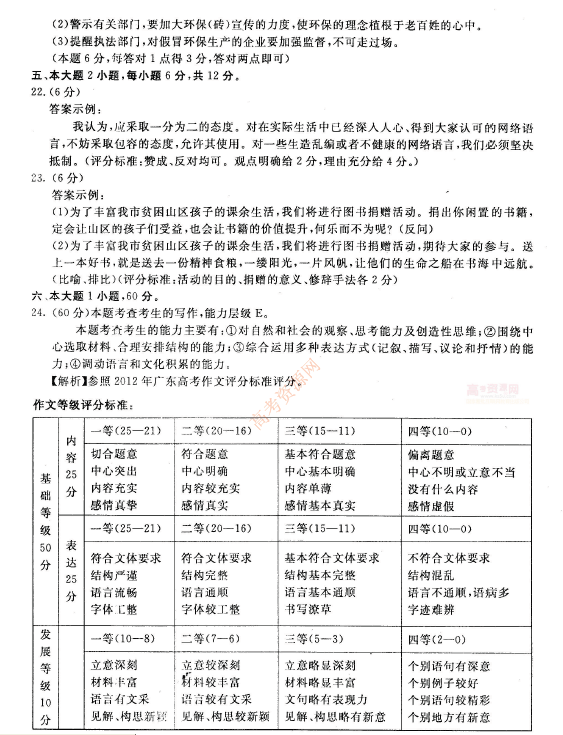 (2)警示有关部门,要加大环保(砖)宣传的力度,使环保的理念植根于老百姓的心中。
(3)提醒执法部门,对假冒环保生产的企业要加强监督,不可走过场。
(本题6分,每答对1点得3分,答对两点即可)
五、本大题2小题,每小题6分,共12分。
22.(6分)
答案示例:
我认为,应采取一分为二的态度。对在实际生活中已经深入人心、得到大家认可的网络语
言,不妨采取包容的态度,允许其使用。对一些生造乱编或者不健康的网络语言,我们必须坚决
抵制。(评分标准:赞成、反对均可。观点明确给2分,理由充分给4分。)
23.(6分)
答案示例:
(1)为了丰富我市贫困山区孩子的课余生活,我们将进行图书捐赠活动。捐出你闲置的书籍,
定会让山区的孩子们受益,也会让书籍的价值提升,何乐而不为呢?(反问)
(2)为了丰富我市贫困山区孩子的课余生活,我们将进行图书捐赠活动,期待大家的参与。送
上一本好书,就是送去一份精神食粮,一缕阳光,一片风帆,让他们的生命之船在书海中远航。
(比喻、排比)(评分标准:活动的目的、捐赠的意义、修辞手法各2分)
六、本大题1小题,60分。
24.(60分)本题考查考生的写作,能力层级E。
本题考查考生的能力主要有:①对自然和社会的观察、思考能力及创造性思维;②围绕中
心选取材料、合理安排结构的能力;③综合运用多种表达方式(记叙、描写、议论和抒情)的能
力;④调动语言和文化积累的能力。
【解析】参照2012年广东高考作文评分标准评分。
高考资源网
作文等级评分标准:
基础等级50分
内容25分
一等(25—21) 二等(20—16) 三等(15—11) 四等(10—0)
切合题意 符合题意 基本符合题意 偏离题意
中心突出 中心明确 中心基本明确 中心不明或立意不当
内容充实 内容较充实 内容单薄 没有什么内容
感情真挚 感情真实 感情基本真实 感情虚假
表达25分
一等(25—21) 二等(20—16) 三等(15—11) 四等(10—0)
符合文体要求 符合文体要求 基本符合文体要求 不符合文体要求
结构严谨 结构完整 结构基本完整 结构混乱
语言流畅 语言通顺 语言基本通顺 语言不通顺,语病多
字体工整 字体较工整 书写潦草 字迹难辨
发展等级10分
一等(10—8) 二等(7—6) 三等(5—3) 四等(2—0)
立意深刻 立意较深刻 立意略显深刻 个别语句有深意
材料丰富 材料较丰富 材料略显丰富 个别例子较好
语言有文采 语言较有文采 文句略有表现力 个别语句较精彩
见解、构思新颖 见解、构思较新颖 见解、构思略有新意 个别地方有新意